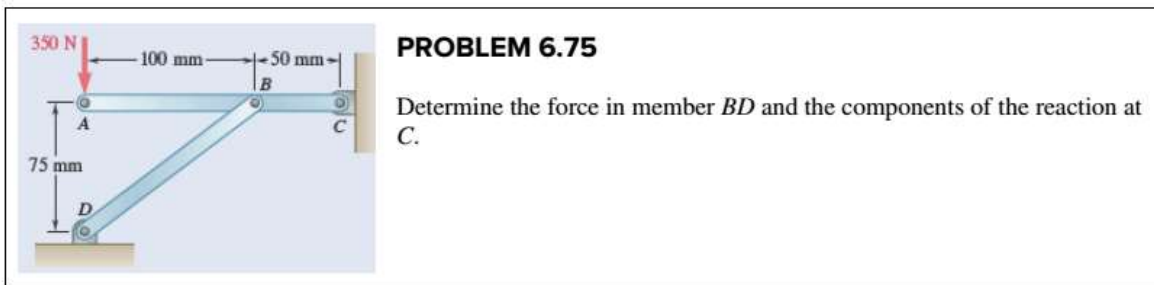 350 N
100 mm
50 mm
B
A
C
75 mm
D
PROBLEM 6.75
Determine the force in member BD and the components of the reaction at
C.